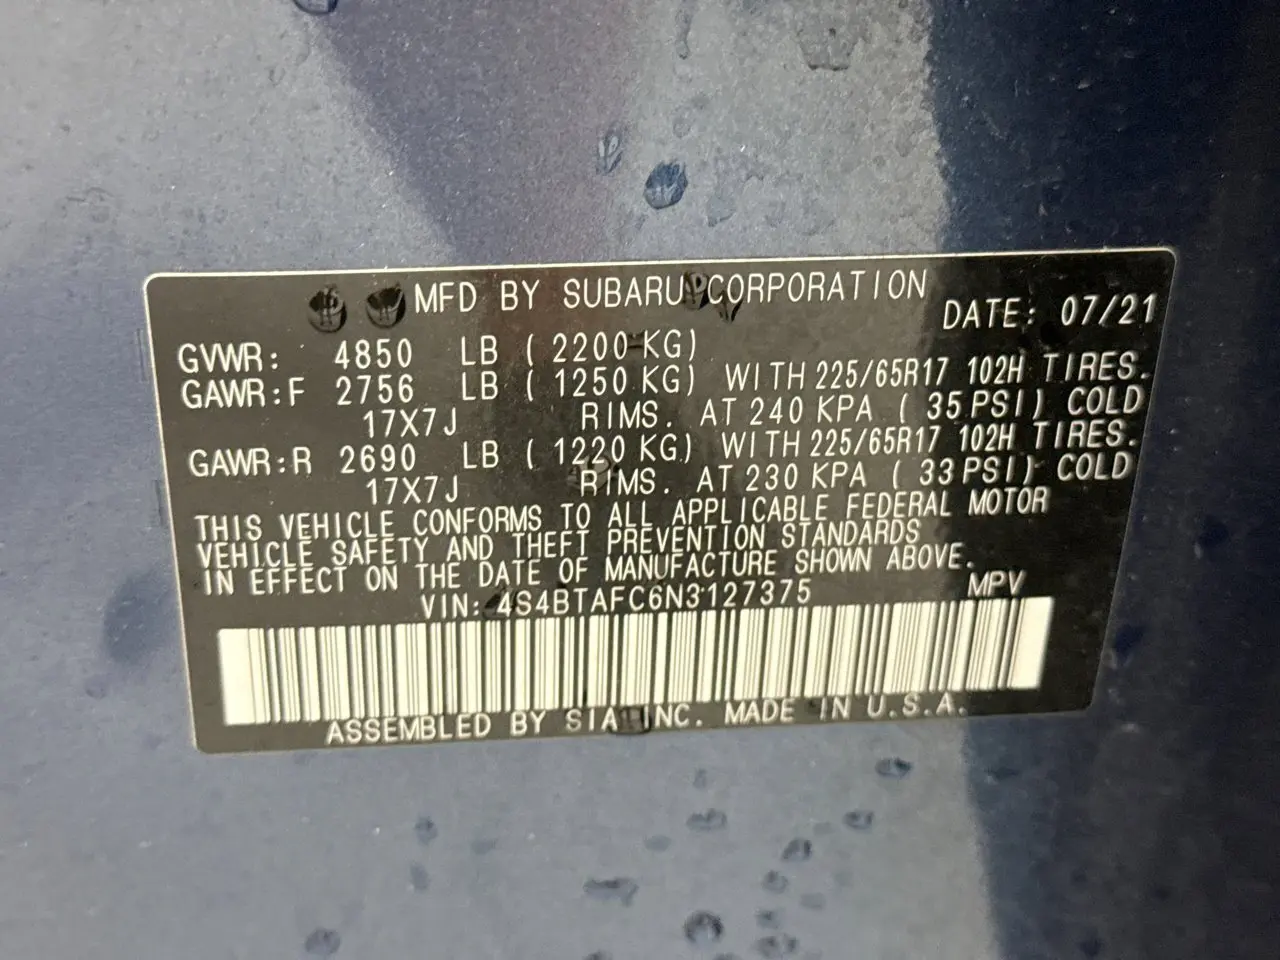 MFD BY SUBARU CORPORATION
DATE: 07/21
GVWR: 4850 LB ( 2200 KG)
GAWR:F 2756 LB ( 1250 KG) WITH 225/65R17 102H TIRES.
17X7J RIMS. AT 240 KPA ( 35 PSI) COLD
GAWR:R 2690 LB ( 1220 KG) WITH 225/65R17 102H TIRES.
17X7J RIMS. AT 230 KPA ( 33 PSI) COLD
THIS VEHICLE CONFORMS TO ALL APPLICABLE FEDERAL MOTOR
VEHICLE SAFETY AND THEFT PREVENTION STANDARDS
IN EFFECT ON THE DATE OF MANUFACTURE SHOWN ABOVE.
VIN: 4S4BTAFC6N3127375 MPV
ASSEMBLED BY SIA INC. MADE IN U.S.A.